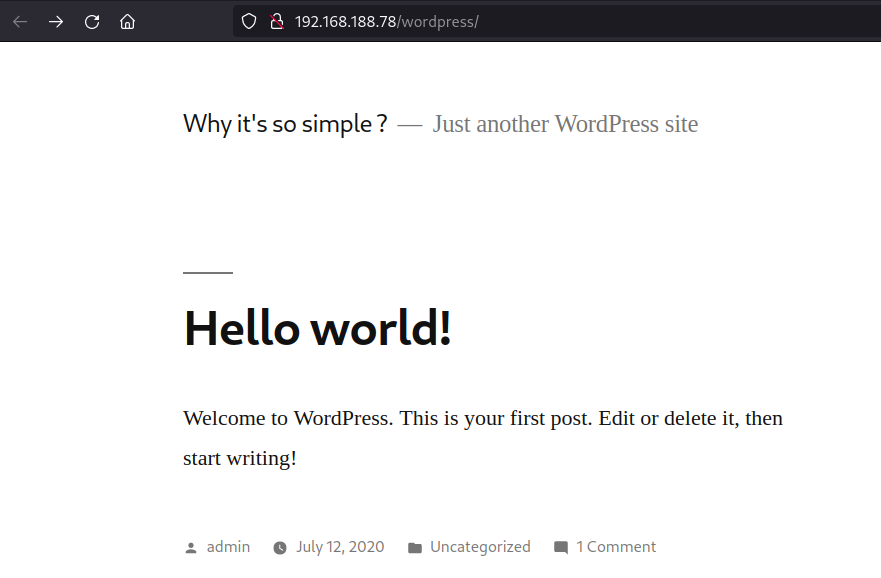 192.168.188.78/wordpress/
Why it's so simple ? — Just another WordPress site
Hello world!
Welcome to WordPress. This is your first post. Edit or delete it, then
start writing!
admin July 12, 2020 Uncategorized 1 Comment